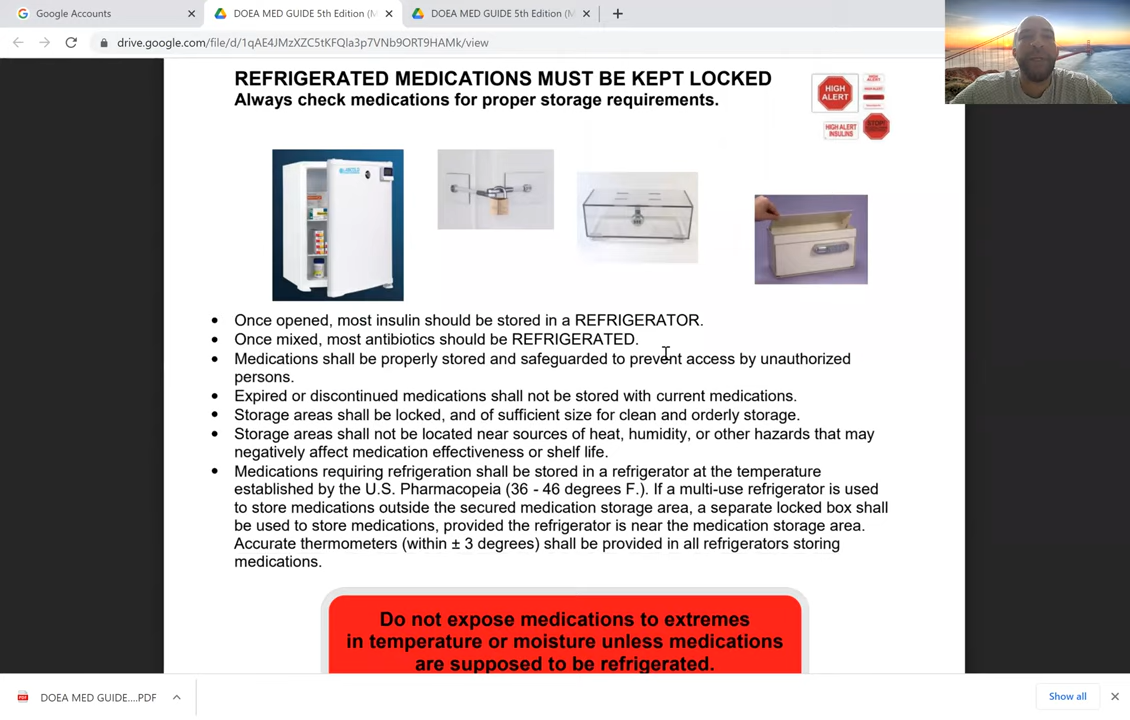 Google Accounts
DOEA MED GUIDE 5th Edition (M
DOEA MED GUIDE 5th Edition (M
drive.google.com/file/d/1qAE4JMzXZC5tKFQIa3p7VNb9ORT9HAMk/view
REFRIGERATED MEDICATIONS MUST BE KEPT LOCKED
Always check medications for proper storage requirements.
HIGH
ALERT
HIGH ALERT
INSULINS
• Once opened, most insulin should be stored in a REFRIGERATOR.
• Once mixed, most antibiotics should be REFRIGERATED.
• Medications shall be properly stored and safeguarded to prevent access by unauthorized
persons.
• Expired or discontinued medications shall not be stored with current medications.
• Storage areas shall be locked, and of sufficient size for clean and orderly storage.
• Storage areas shall not be located near sources of heat, humidity, or other hazards that may
negatively affect medication effectiveness or shelf life.
• Medications requiring refrigeration shall be stored in a refrigerator at the temperature
established by the U.S. Pharmacopeia (36 - 46 degrees F.). If a multi-use refrigerator is used
to store medications outside the secured medication storage area, a separate locked box shall
be used to store medications, provided the refrigerator is near the medication storage area.
Accurate thermometers (within ± 3 degrees) shall be provided in all refrigerators storing
medications.
Do not expose medications to extremes
in temperature or moisture unless medications
are supposed to be refrigerated.
DOEA MED GUIDE....PDF
Show all